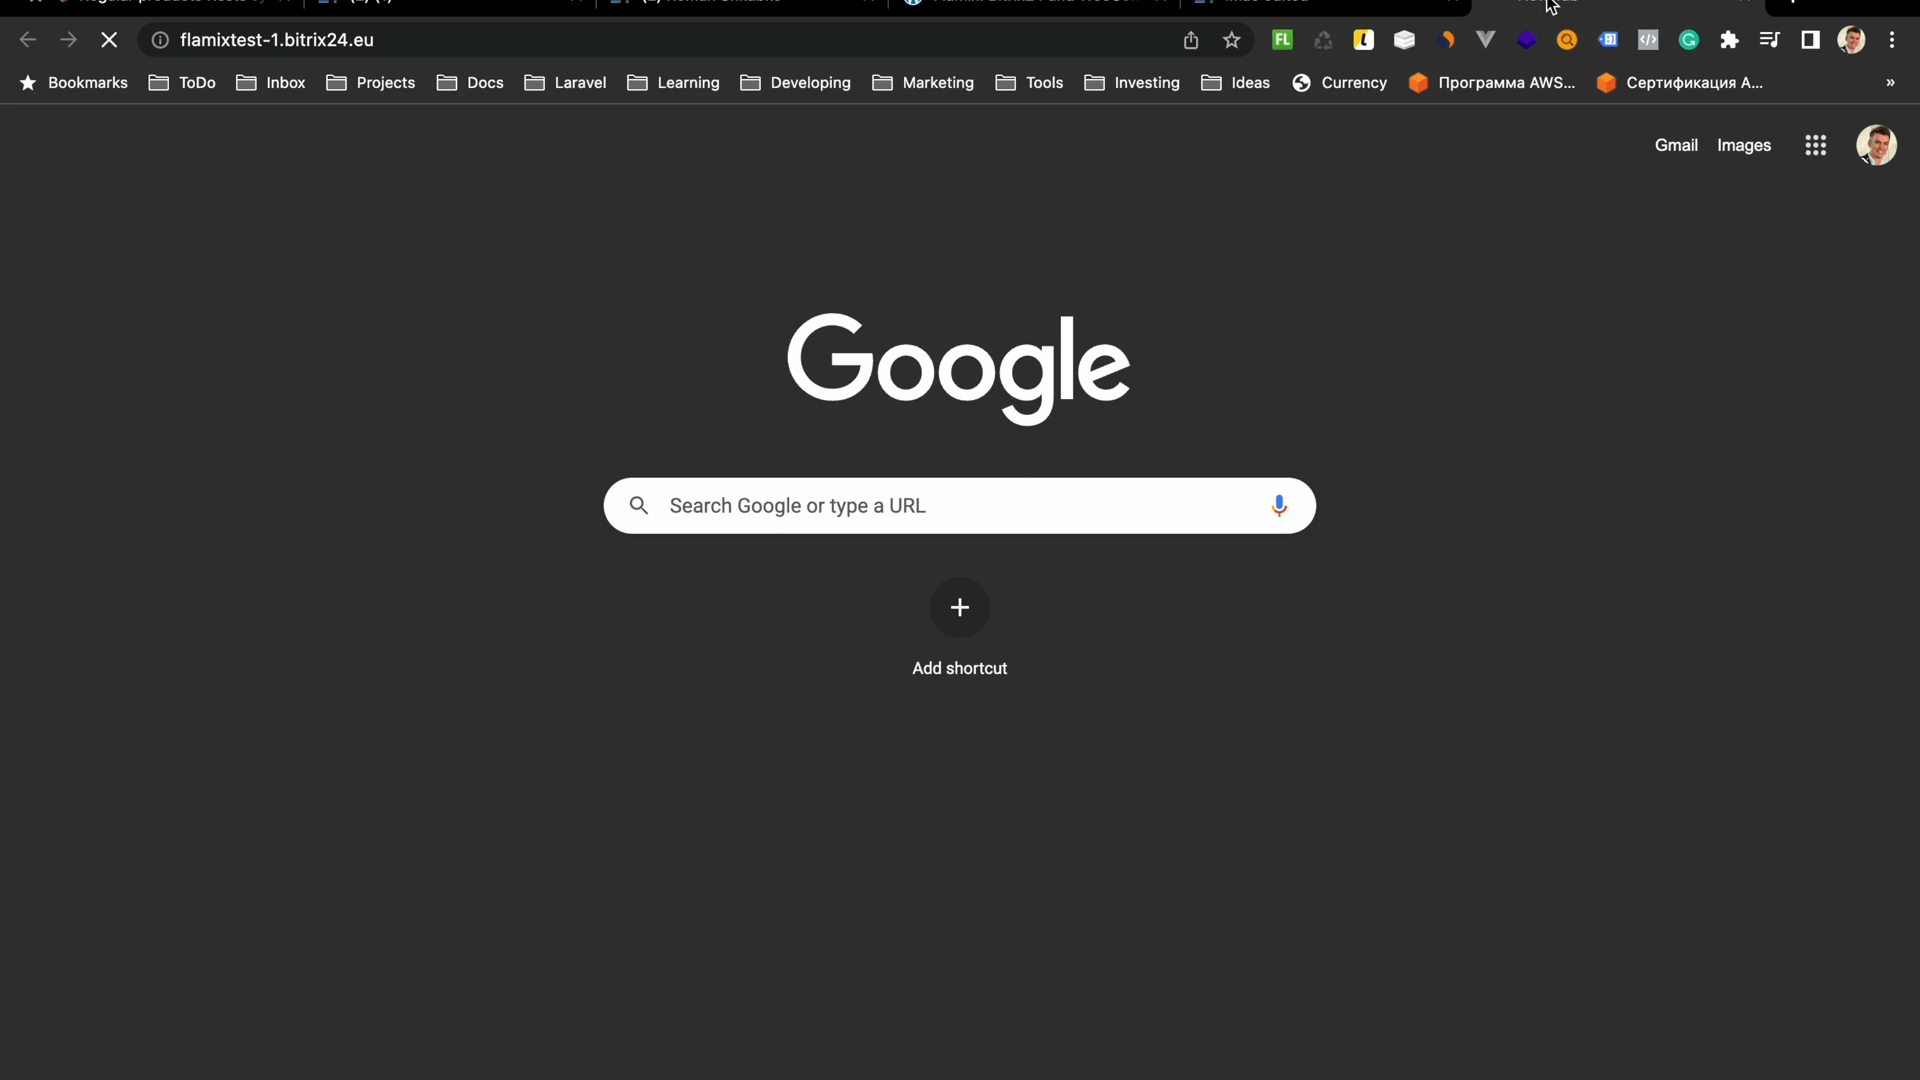 flamixtest-1.bitrix24.eu
FL
Bookmarks ToDo Inbox Projects Docs Laravel Learning Developing Marketing Tools Investing Ideas Currency Программа AWS... Сертификация A... »
Gmail Images
Google
Search Google or type a URL
Add shortcut